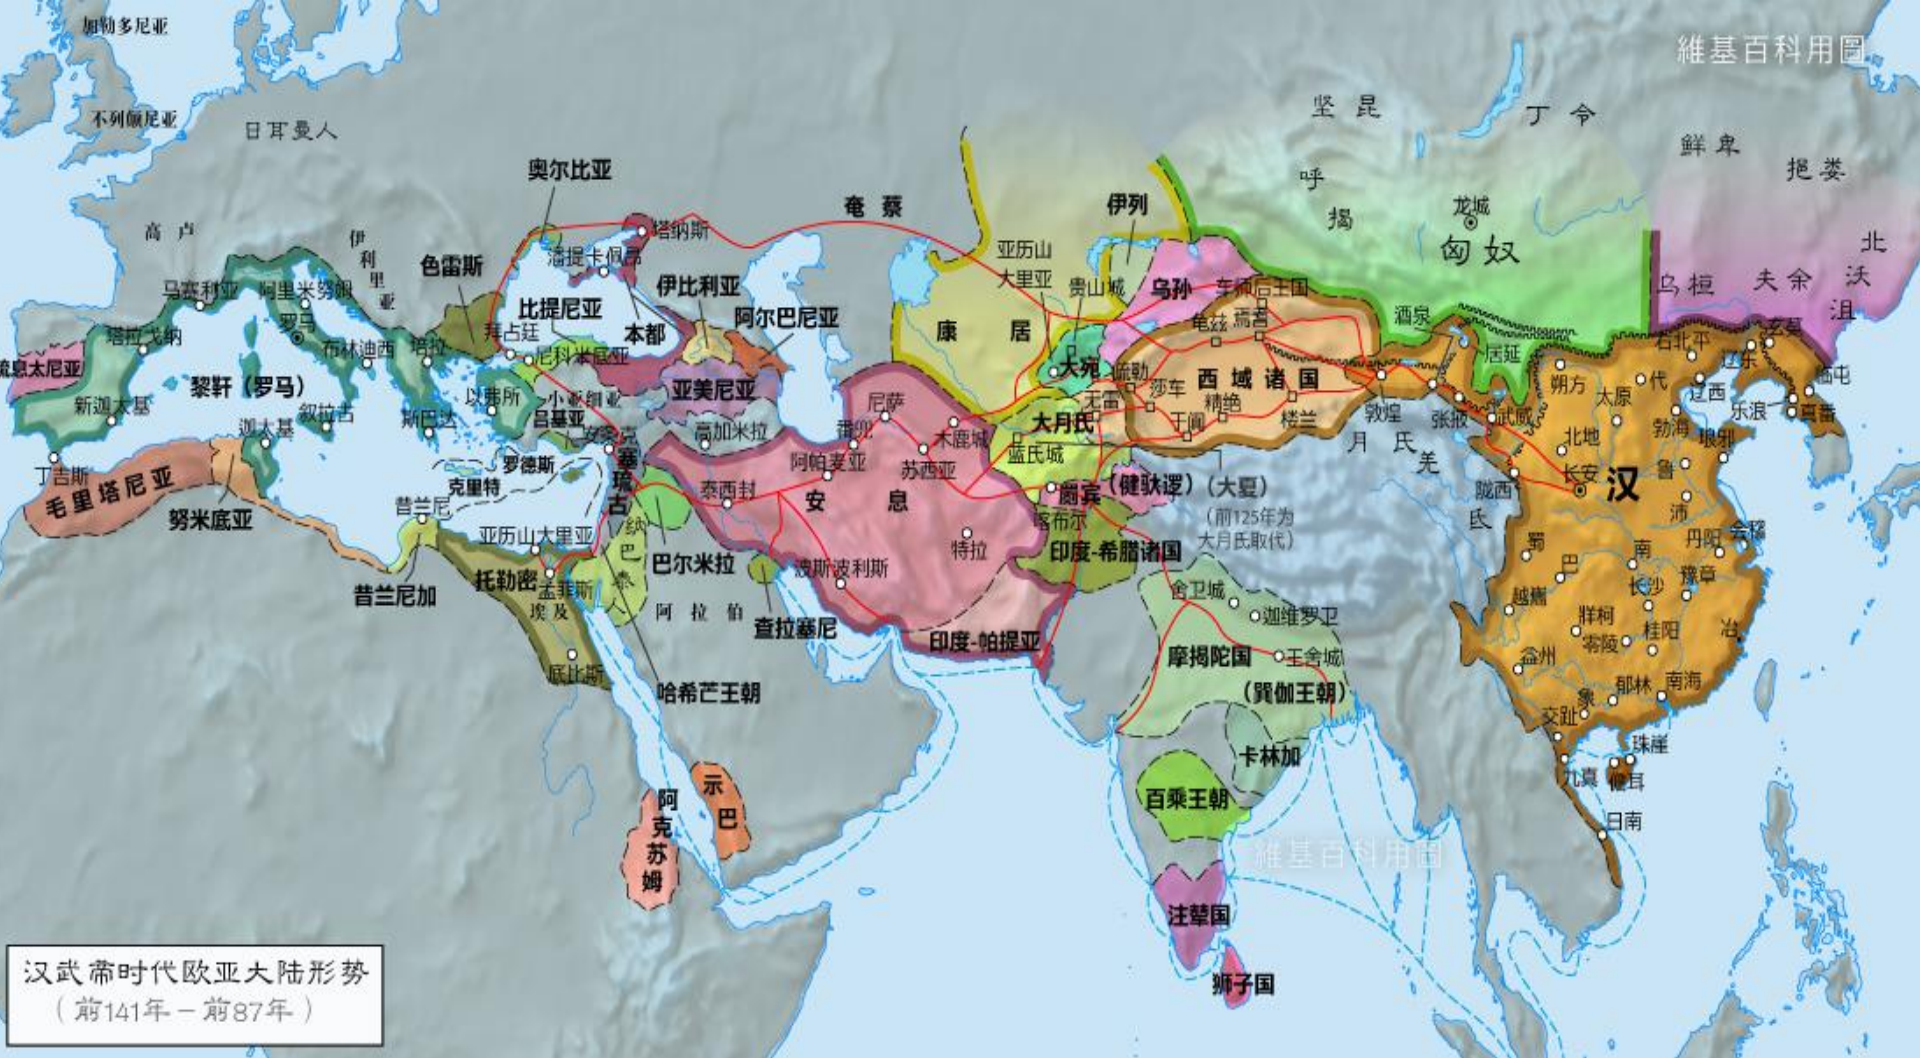 加勒多尼亚
維基百科用圖
不列颠尼亚
日耳曼人
坚昆
丁令
鲜卑
挹娄
奥尔比亚
奄蔡
伊列
呼揭
龙城
匈奴
高卢
伊利里亚
色雷斯
塔纳斯
潘提卡佩昂
亚历山大里亚
贵山城
乌孙
车师后王国
乌桓
夫余
北沃沮
马赛利亚
阿里米努姆
罗马
比提尼亚
伊比利亚
阿尔巴尼亚
本都
康居
龟兹
焉耆
酒泉
居延
右北平
玄菟
辽东
塔拉戈纳
布林迪西
培拉
拜占廷
尼科米底亚
亚美尼亚
大宛
疏勒
莎车
西域诸国
精绝
楼兰
于阗
无雷
敦煌
张掖
武威
朔方
代
太原
辽西
临屯
乐浪
真番
黎轩（罗马）
新迦太基
迦太基
叙拉古
斯巴达
以弗所
小亚细亚
吕基亚
高加米拉
尼萨
番兜
木鹿城
大月氏
蓝氏城
月氏
羌
北地
勃海
琅邪
丁吉斯
毛里塔尼亚
努米底亚
罗德斯
克里特
塞琉古
阿帕麦亚
苏西亚
泰西封
安息
罽宾
(健驮逻)
(大夏)
(前125年为
大月氏取代)
陇西
氐
长安
汉
鲁
沛
昔兰尼
昔兰尼加
亚历山大里亚
托勒密
孟菲斯
埃及
纳巴泰
巴尔米拉
特拉
喀布尔
印度-希腊诸国
波斯波利斯
阿拉伯
查拉塞尼
印度-帕提亚
舍卫城
迦维罗卫
摩揭陀国
王舍城
(巽伽王朝)
蜀
巴
南
丹阳
会稽
越巂
长沙
豫章
牂柯
零陵
桂阳
冶
益州
郁林
南海
象
交趾
珠崖
九真
儋耳
日南
底比斯
哈希芒王朝
卡林加
百乘王朝
示巴
阿克苏姆
維基百科用圖
注辇国
狮子国
汉武帝时代欧亚大陆形势
（前141年－前87年）